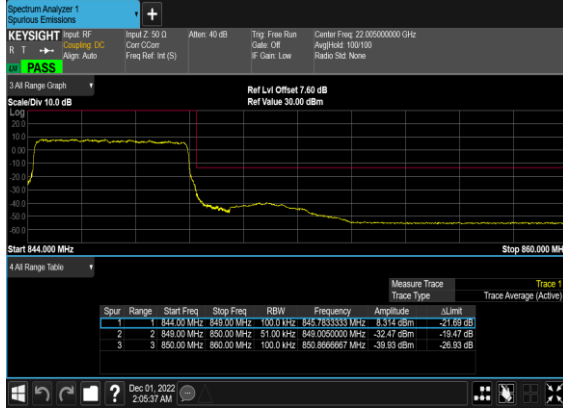 Spectrum Analyzer 1
Spurious Emissions
+
KEYSIGHT Input: RF Input Z: 50 Ω Atten: 40 dB Trig: Free Run Center Freq: 22.005000000 GHz
R T Coupling: DC Corr CCorr Gate: Off Avg|Hold: 100/100
Align: Auto Freq Ref: Int (S) IF Gain: Low Radio Std: None
PASS
3 All Range Graph
Ref Lvl Offset 7.60 dB
Scale/Div 10.0 dB Ref Value 30.00 dBm
Log
20.0
10.0
0.00
-10.0
-20.0
-30.0
-40.0
-50.0
-60.0
Start 844.000 MHz Stop 860.000 MH
4 All Range Table
Measure Trace Trace 1
Trace Type Trace Average (Active)
Spur Range Start Freq Stop Freq RBW Frequency Amplitude ΔLimit
1 1 844.00 MHz 849.00 MHz 100.0 kHz 845.7833333 MHz 8.314 dBm -21.69 dB
2 2 849.00 MHz 850.00 MHz 51.00 kHz 849.0050000 MHz -32.47 dBm -19.47 dB
3 3 850.00 MHz 860.00 MHz 100.0 kHz 850.8666667 MHz -39.93 dBm -26.93 dB
? Dec 01, 2022
2:05:37 AM